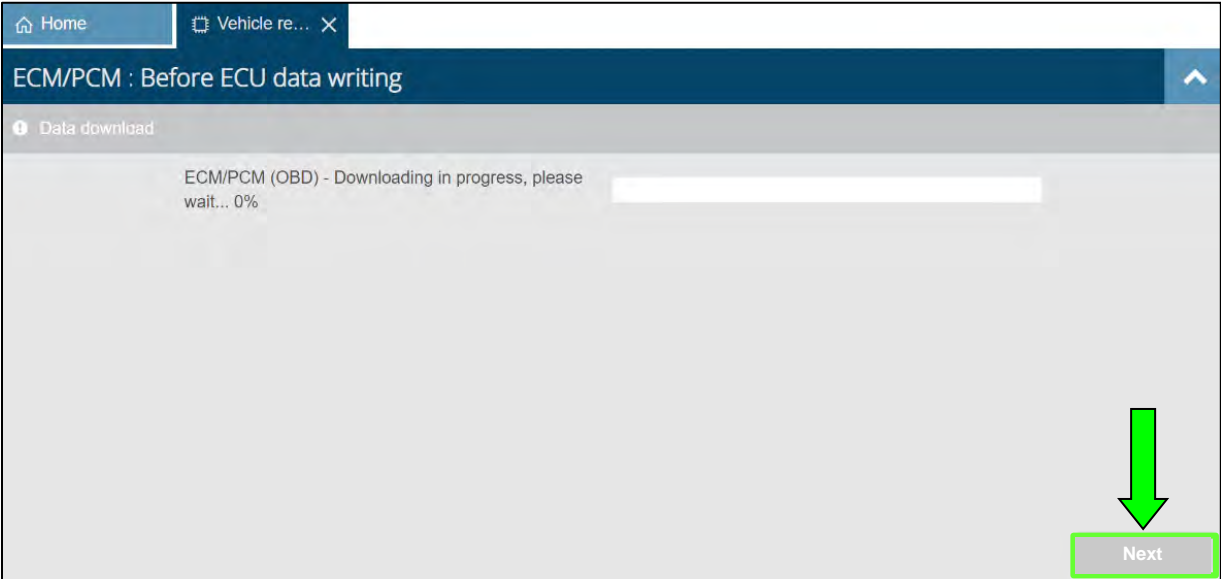 Home
Vehicle re...
ECM/PCM : Before ECU data writing
Data download
ECM/PCM (OBD) - Downloading in progress, please
wait... 0%
Next